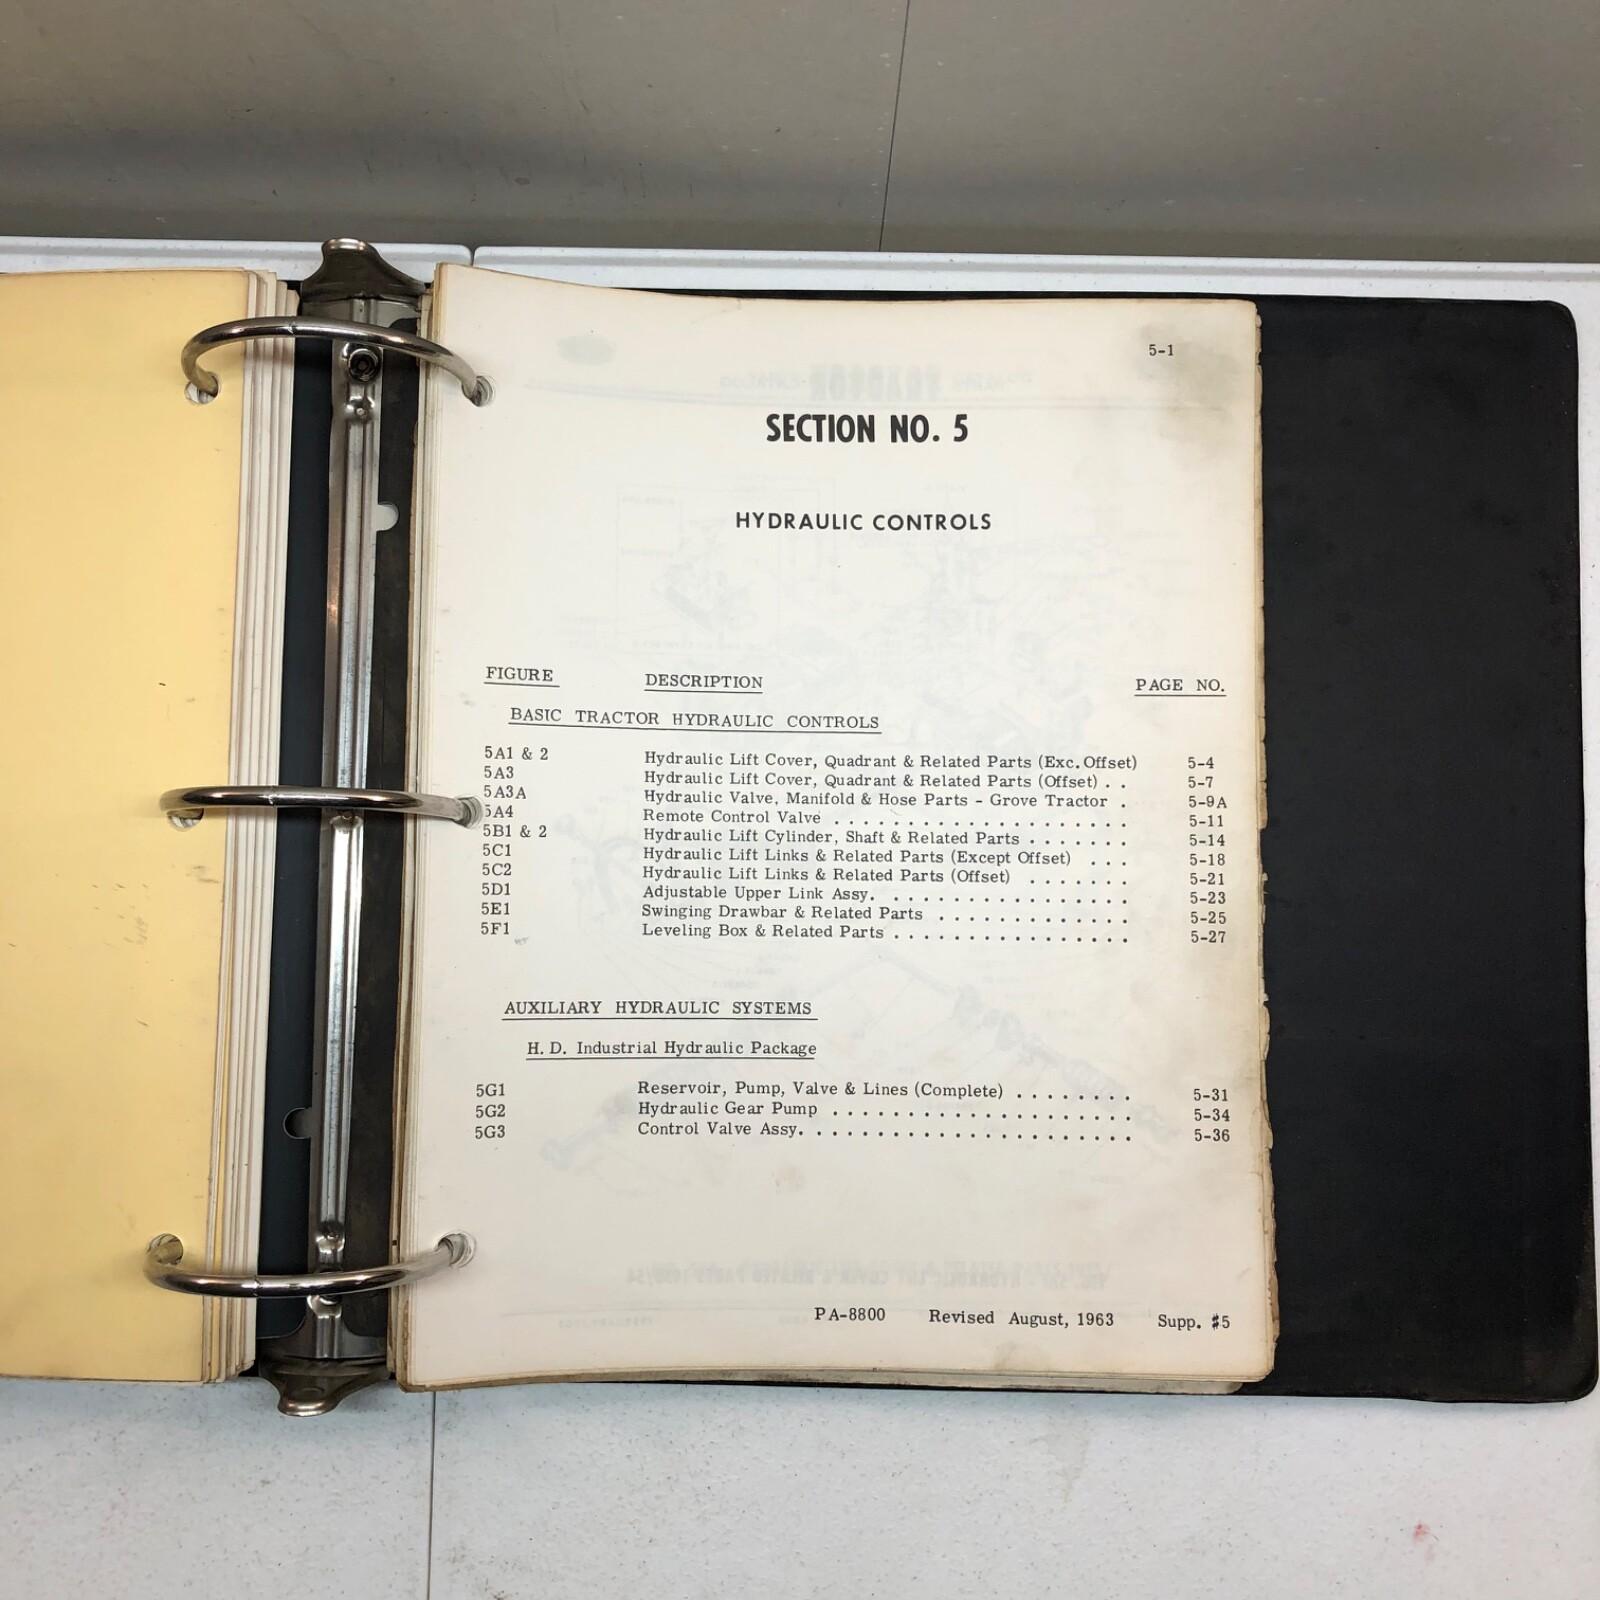 5-1
SECTION NO. 5
HYDRAULIC CONTROLS
FIGURE DESCRIPTION PAGE NO.
BASIC TRACTOR HYDRAULIC CONTROLS
5A1 & 2 Hydraulic Lift Cover, Quadrant & Related Parts (Exc. Offset) 5-4
5A3 Hydraulic Lift Cover, Quadrant & Related Parts (Offset) . . 5-7
5A3A Hydraulic Valve, Manifold & Hose Parts - Grove Tractor . 5-9A
5A4 Remote Control Valve . . . . . . . . . . . . . . . . . . . . 5-11
5B1 & 2 Hydraulic Lift Cylinder, Shaft & Related Parts . . . . . . . 5-14
5C1 Hydraulic Lift Links & Related Parts (Except Offset) . . . 5-18
5C2 Hydraulic Lift Links & Related Parts (Offset) . . . . . . . 5-21
5D1 Adjustable Upper Link Assy. . . . . . . . . . . . . . . . . . 5-23
5E1 Swinging Drawbar & Related Parts . . . . . . . . . . . . . 5-25
5F1 Leveling Box & Related Parts . . . . . . . . . . . . . . . . 5-27
AUXILIARY HYDRAULIC SYSTEMS
H. D. Industrial Hydraulic Package
5G1 Reservoir, Pump, Valve & Lines (Complete) . . . . . . . . 5-31
5G2 Hydraulic Gear Pump . . . . . . . . . . . . . . . . . . . . 5-34
5G3 Control Valve Assy. . . . . . . . . . . . . . . . . . . . . . . 5-36
PA-8800 Revised August, 1963 Supp. #5